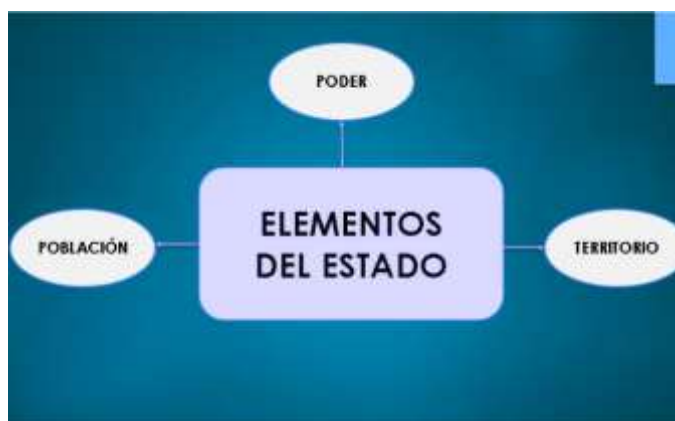 PODER
ELEMENTOS
DEL ESTADO
POBLACIÓN
TERRITORIO